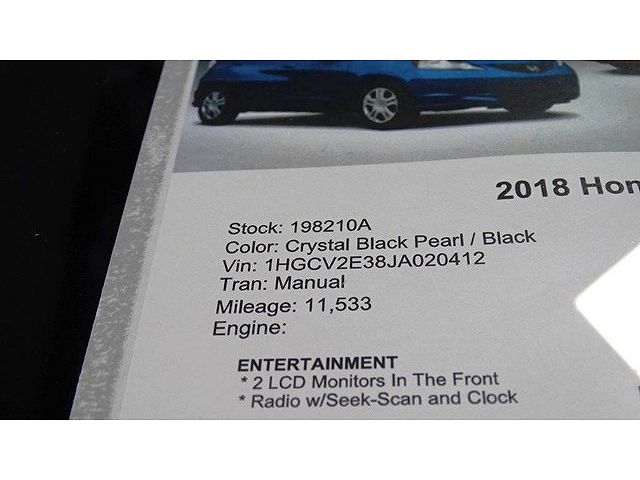 2018 Hon
Stock: 198210A
Color: Crystal Black Pearl / Black
Vin: 1HGCV2E38JA020412
Tran: Manual
Mileage: 11,533
Engine:
ENTERTAINMENT
* 2 LCD Monitors In The Front
* Radio w/Seek-Scan and Clock